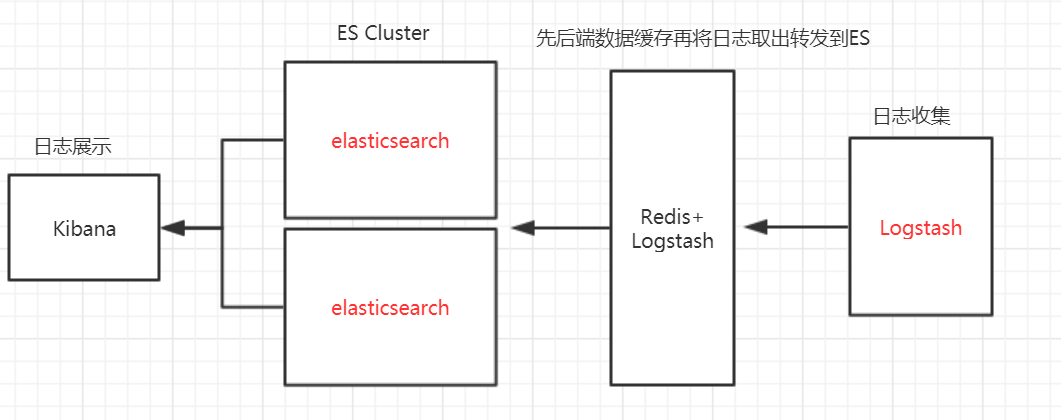 ES Cluster
先后端数据缓存再将日志取出转发到ES
日志收集
日志展示
elasticsearch
Kibana
Redis+
Logstash
Logstash
elasticsearch